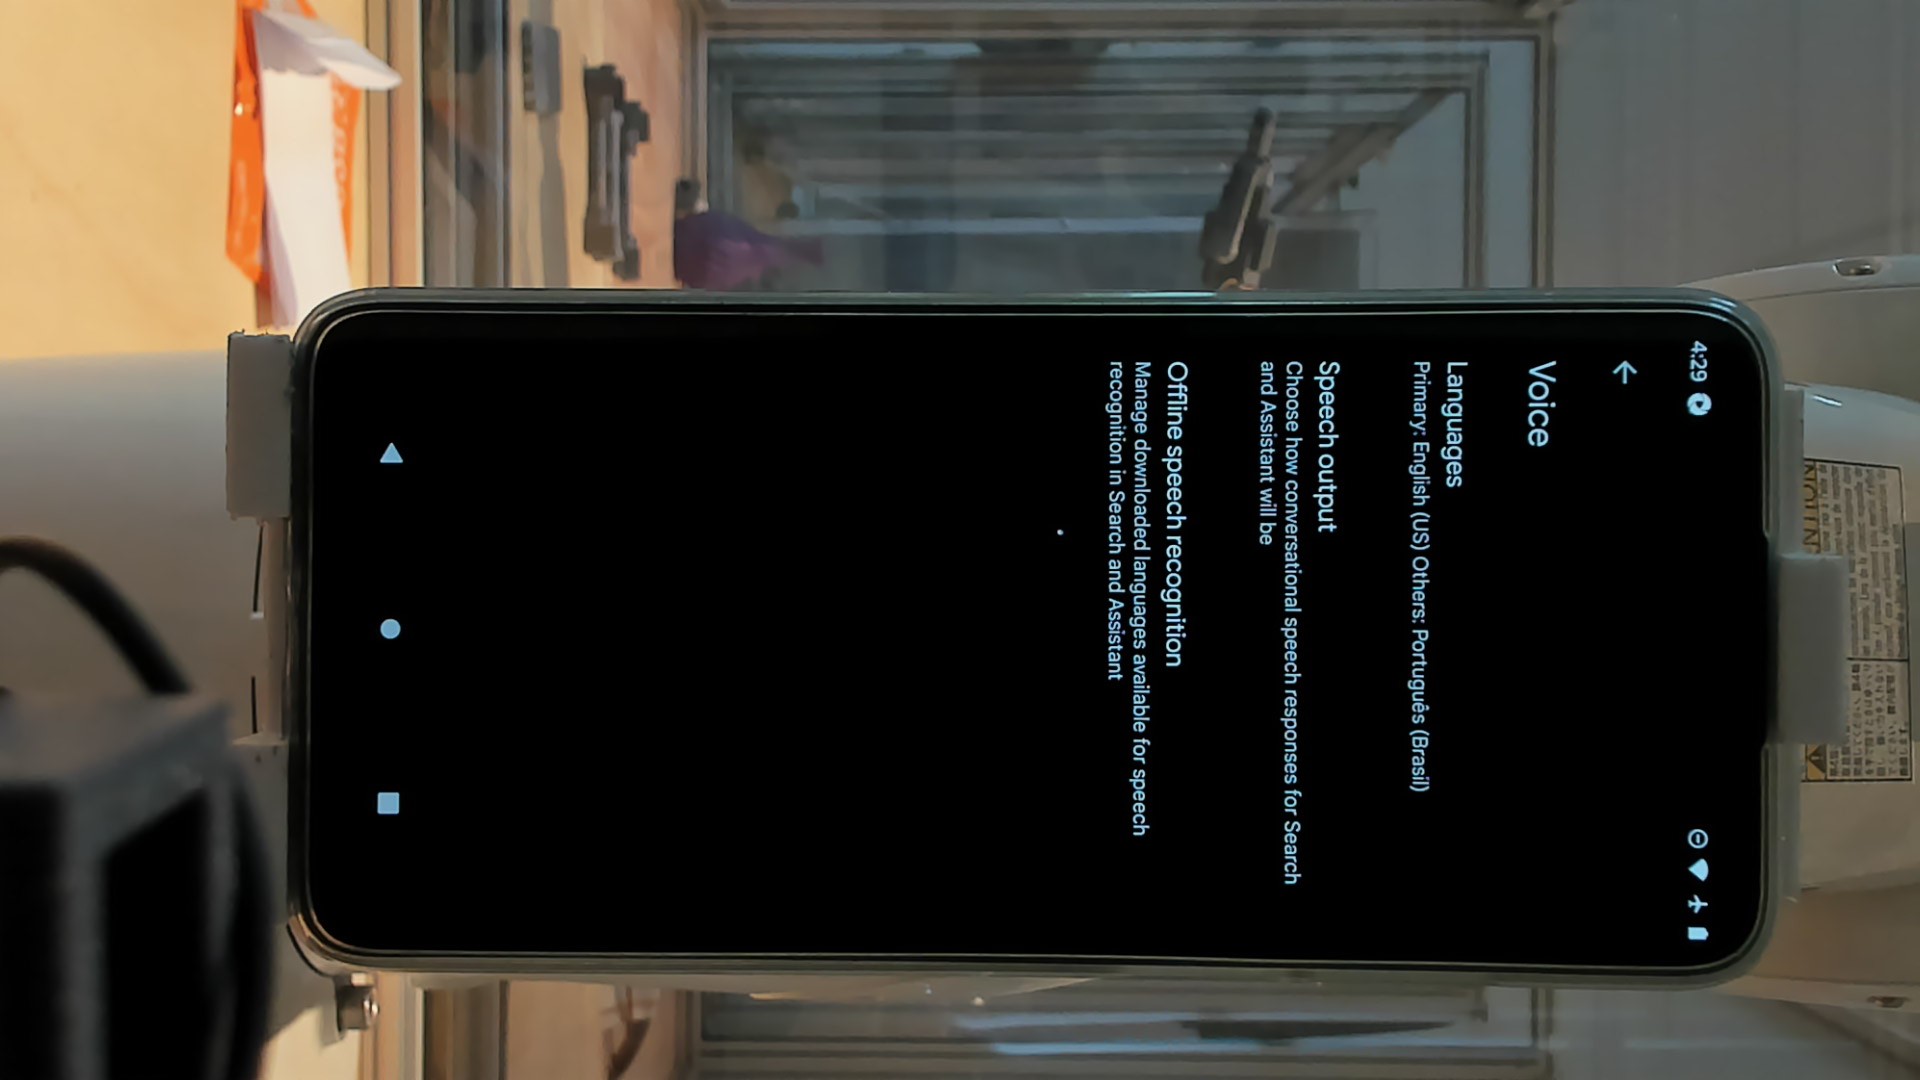 4:29
Voice
Languages
Primary: English (US) Others: Português (Brasil)
Speech output
Choose how conversational speech responses for Search
and Assistant will be
Offline speech recognition
Manage downloaded languages available for speech
recognition in Search and Assistant